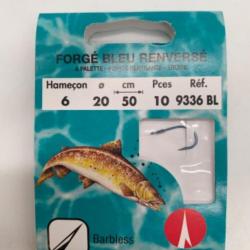 FORGÉ BLEU RENVERSÉ
Hameçon ø cm Pces Réf.
6 20 50 10 9336 BL
Barbless